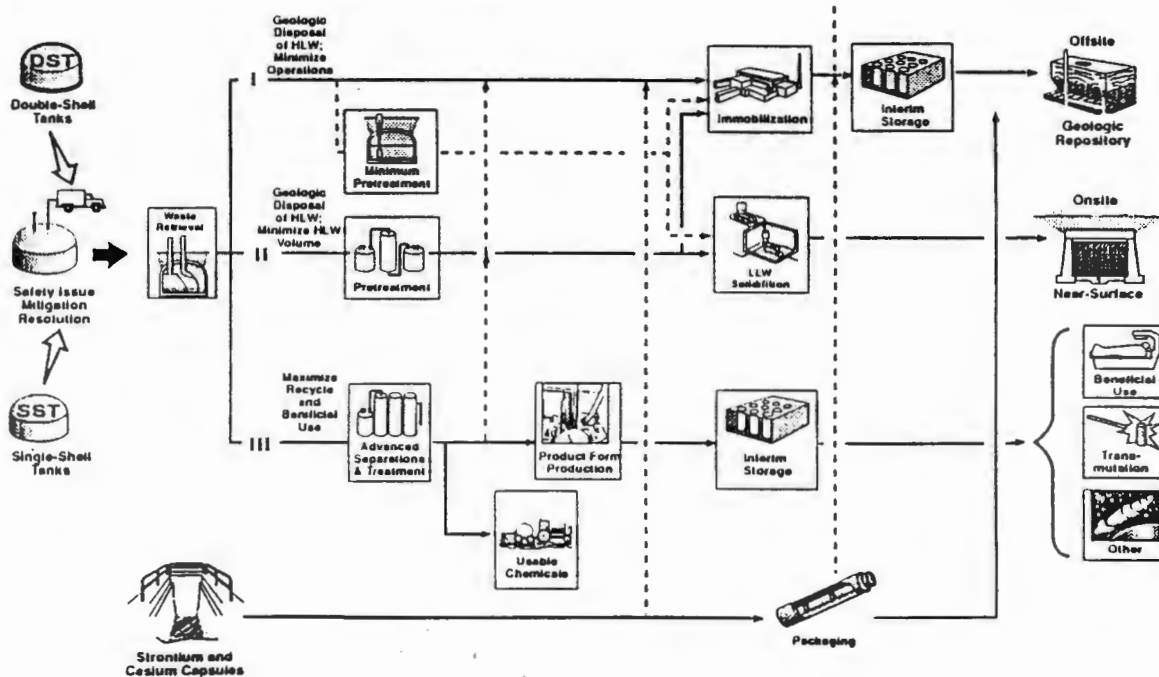 DST
Double-Shell
Tanks
Safety Issue
Mitigation
Resolution
SST
Single-Shell
Tanks
Waste
Retrieval
I
Geologic
Disposal
of HLW;
Minimize
Operations
Minimum
Pretreatment
II
Geologic
Disposal
of HLW;
Minimize HLW
Volume
Pretreatment
III
Maximize
Recycle
and
Beneficial
Use
Advanced
Separations
& Treatment
Product Form
Production
Usable
Chemicals
Immobilization
Interim
Storage
LLW
Solidification
Interim
Storage
Offsite
Geologic
Repository
Onsite
Near-Surface
Beneficial
Use
Trans-
mutation
Other
Strontium and
Cesium Capsules
Packaging